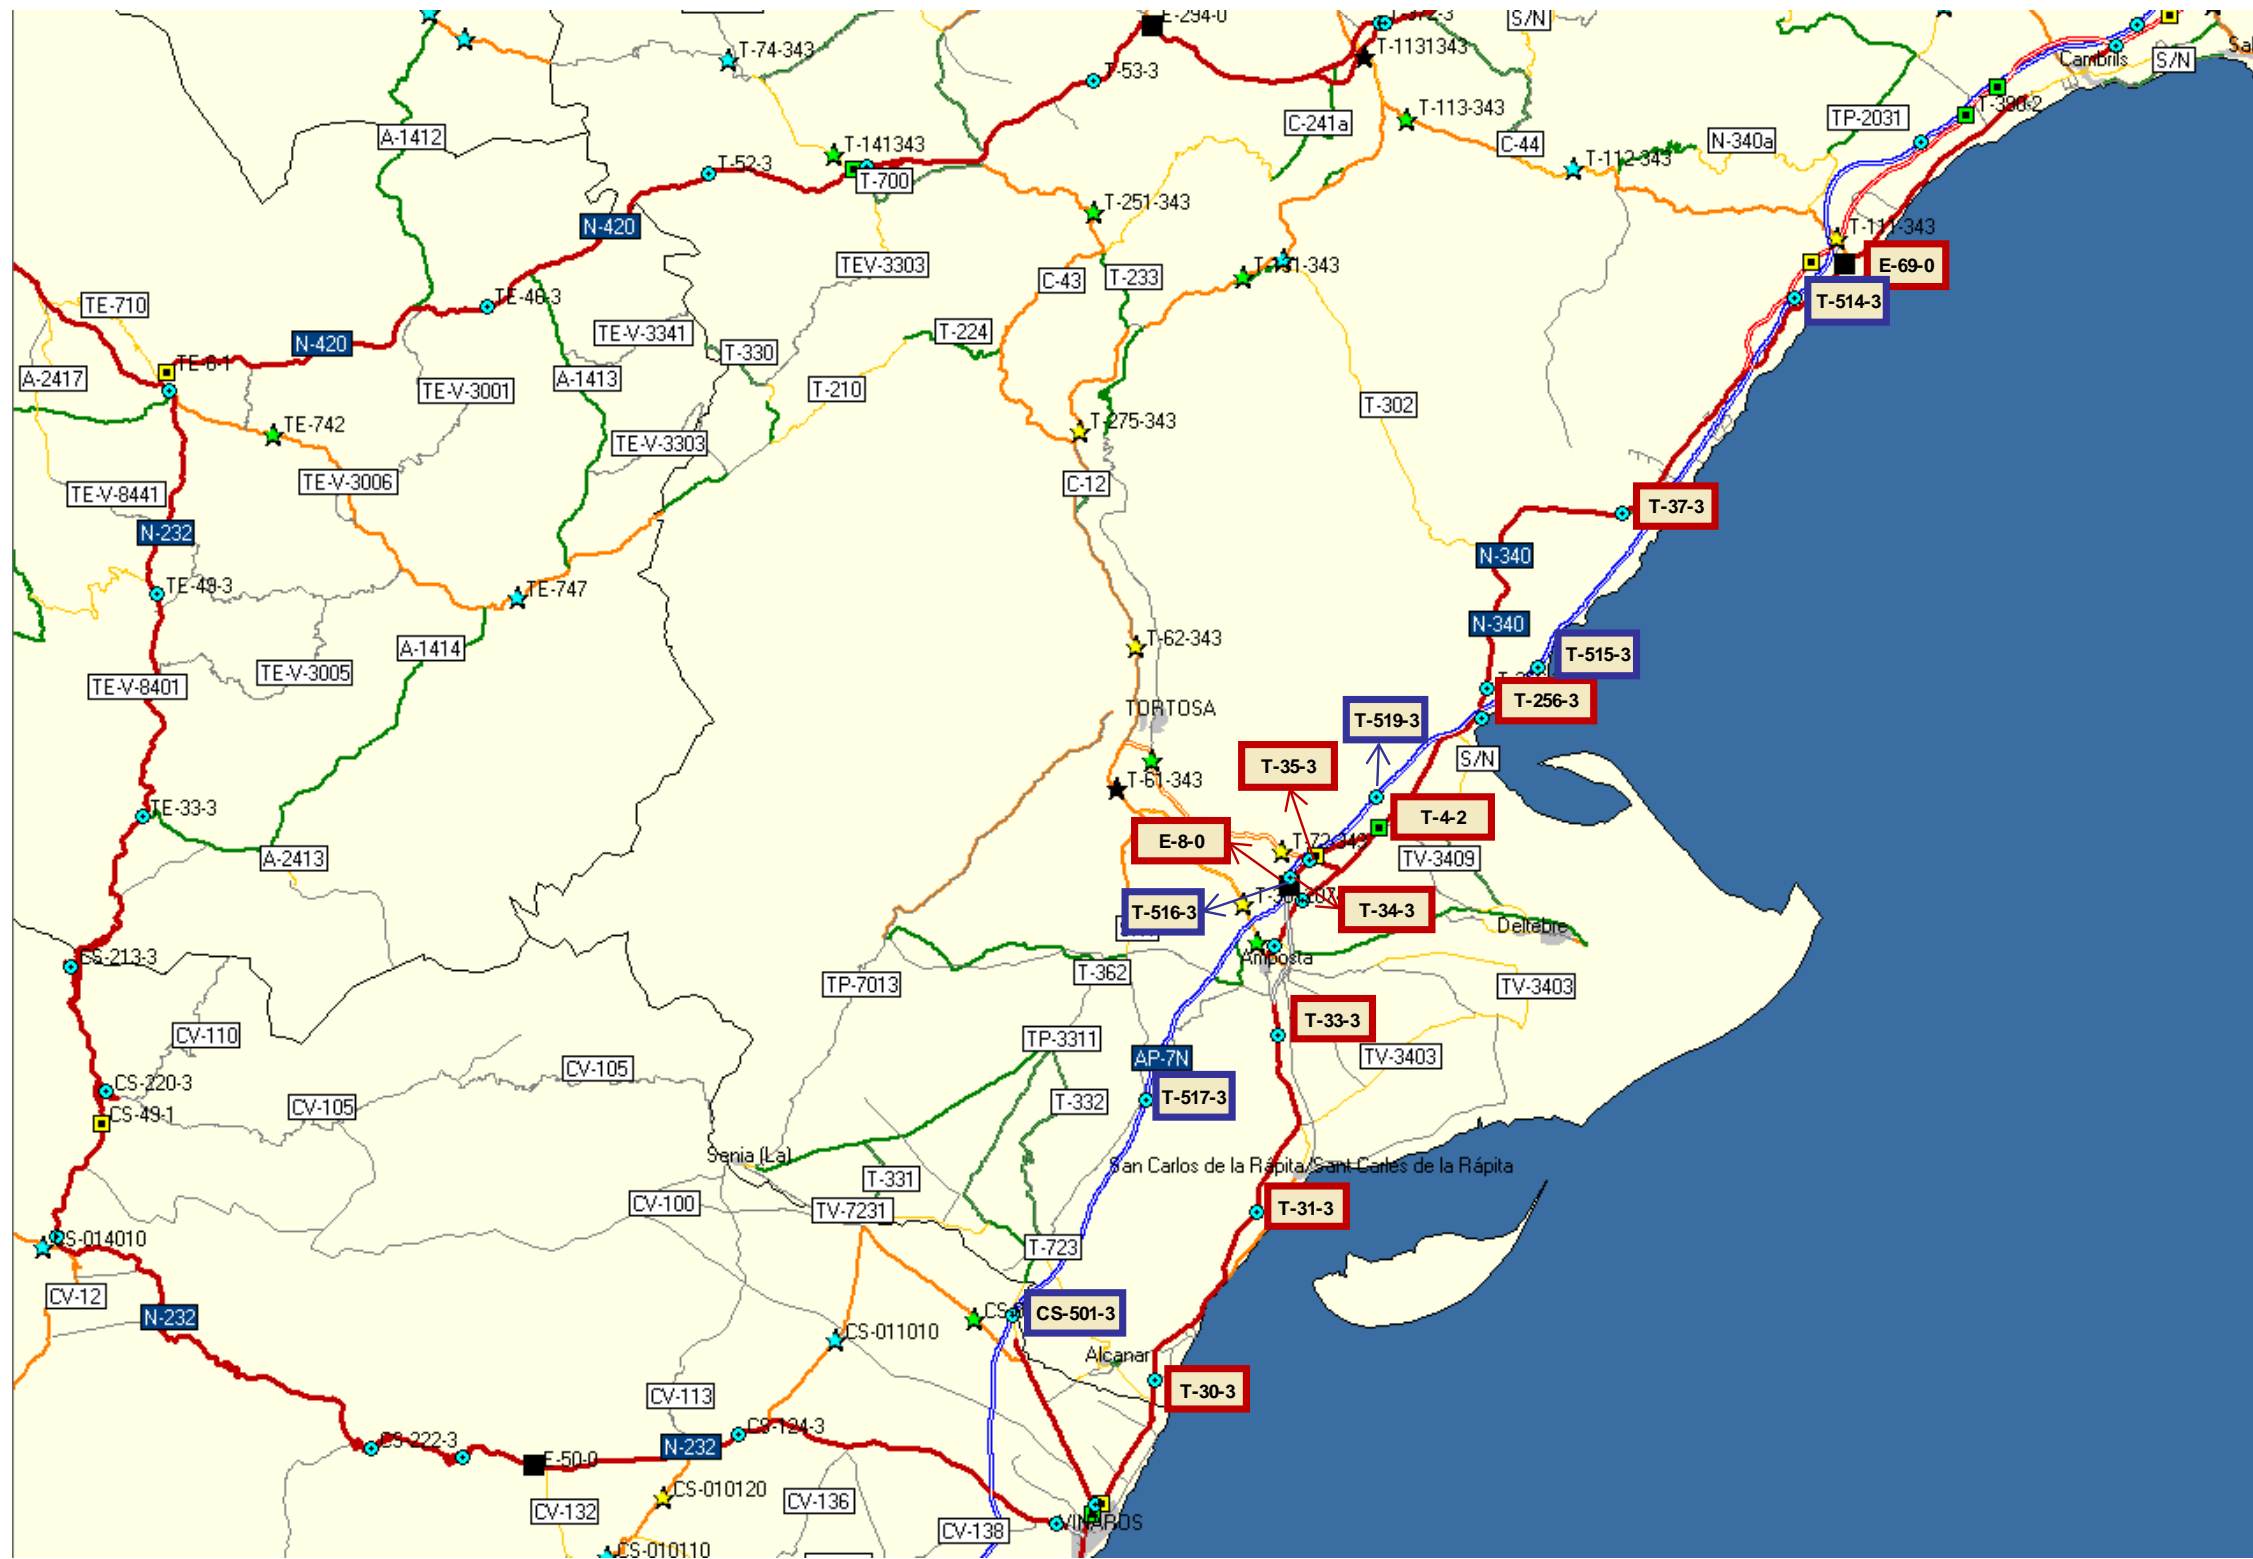 E-294-0
T-372-3
S/N
T-74-343
T-53-3
T-1131343
Cambrils
S/N
Sal
A-1412
C-241a
T-113-343
T-330-2
TP-2031
T-141343
T-52-3
T-700
C-44
N-340a
T-112-343
T-251-343
N-420
T-111-343
TEV-3303
C-43
T-233
T-131-343
E-69-0
TE-710
TE-46-3
T-514-3
TE-V-3341
T-224
N-420
T-330
TE-6-1
A-2417
A-1413
TE-V-3001
T-210
T-302
TE-742
T-275-343
TE-V-3303
TE-V-3006
C-12
TE-V-8441
T-37-3
N-232
N-340
TE-49-3
TE-747
N-340
T-62-343
A-1414
T-515-3
TE-V-3005
TE-V-8401
T-256-3
TORTOSA
T-519-3
S/N
T-35-3
T-61-343
TE-33-3
T-4-2
E-8-0
T-72-343
A-2413
TV-3409
T-516-3
T-34-3
Deltebre
CS-213-3
Amposta
T-362
TP-7013
TV-3403
T-33-3
CV-110
TP-3311
AP-7N
TV-3403
CV-105
CS-220-3
T-517-3
CV-105
T-332
CS-49-1
Senia (La)
San Carlos de la Rápita/Sant Carles de la Rápita
T-331
CV-100
TV-7231
T-31-3
CS-014010
T-723
CV-12
N-232
CS-501-3
CS-011010
Alcanar
CV-113
T-30-3
CS-124-3
CS-222-3
N-232
E-50-0
CS-010120
CV-136
CV-132
CV-138
VINAROS
CS-010110